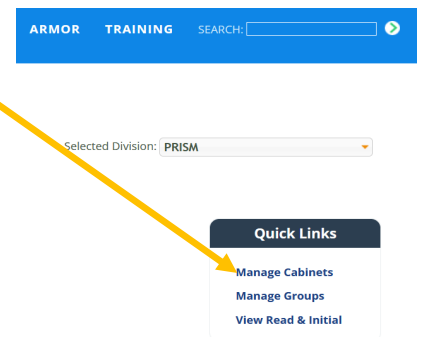 ARMOR TRAINING SEARCH:
Selected Division: PRISM
Quick Links
Manage Cabinets
Manage Groups
View Read & Initial